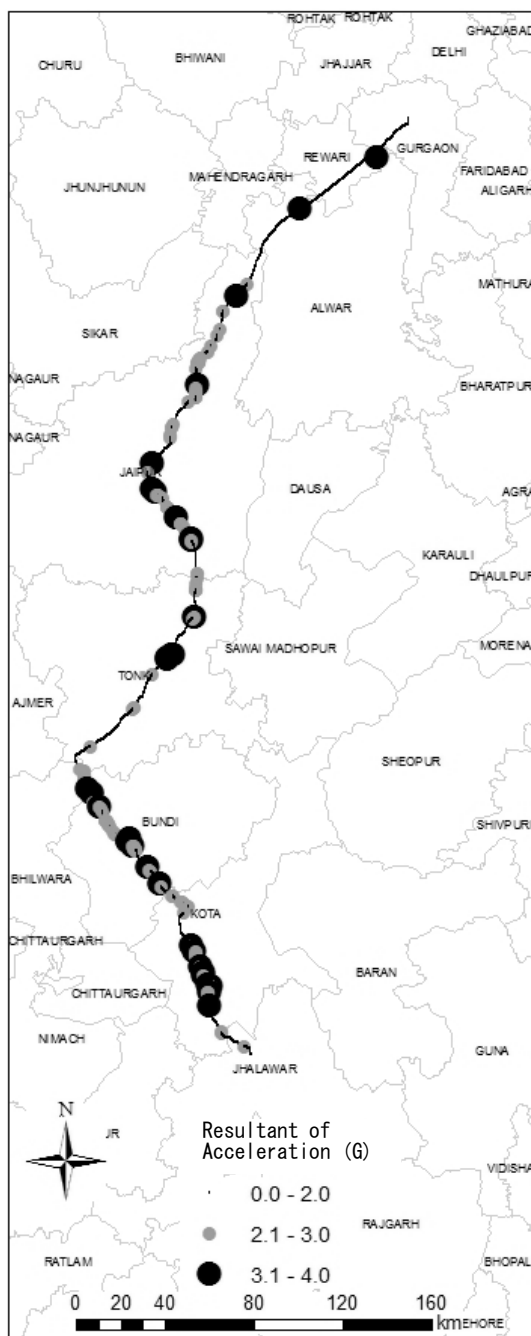 ROHTAK ROHTAK
GHAZIABAD
BHIWANI
DELHI
CHURU
JHAJJAR
REWARI
GURGAON
MAHENDRAGARH
FARIDABAD
JHUNJHUNUN
ALIGARH
MATHURA
ALWAR
SIKAR
NAGAUR
BHARATPUR
NAGAUR
DAUSA
AGRA
KARAULI
DHAULPUR
SAWAI MADHOPUR
MORENA
TONK
AJMER
SHEOPUR
BUNDI
SHIVPURI
BHILWARA
KOTA
CHITTAURGARH
BARAN
CHITTAURGARH
NIMACH
GUNA
JHALAWAR
N
JR
Resultant of
Acceleration (G)
VIDISHA
0.0 - 2.0
RAJGARH
2.1 - 3.0
RATLAM
BHOPAL
3.1 - 4.0
0 20 40 80 120 160
km EHORE